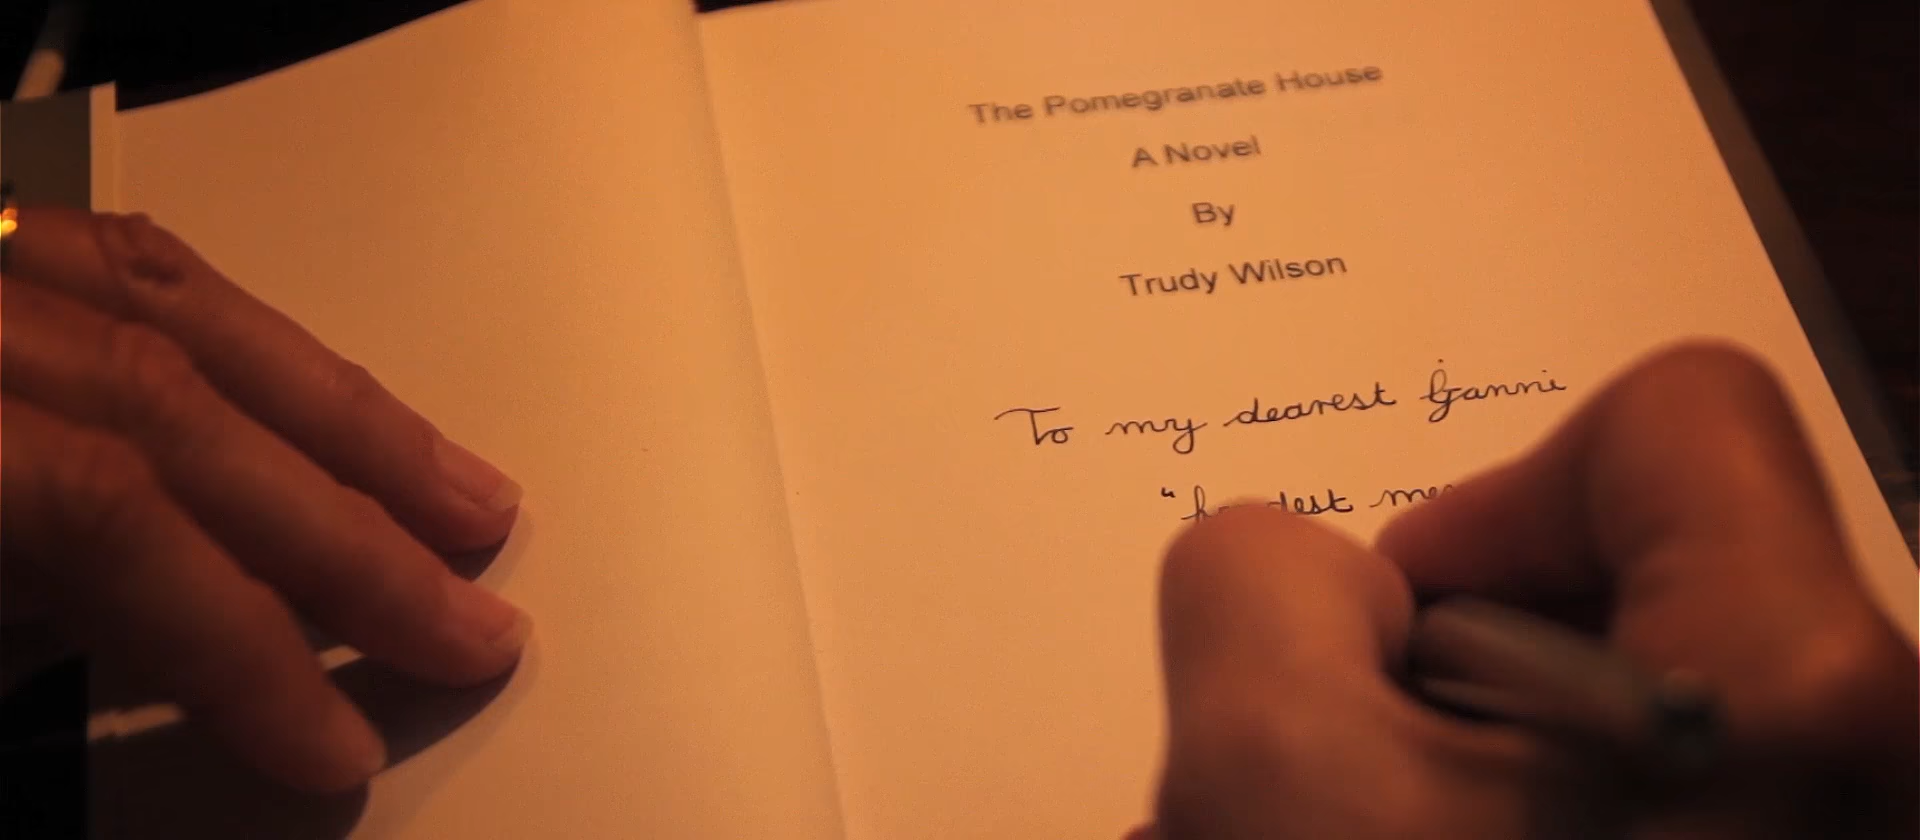 The Pomegranate House
A Novel
By
Trudy Wilson
To my dearest Gianni
"